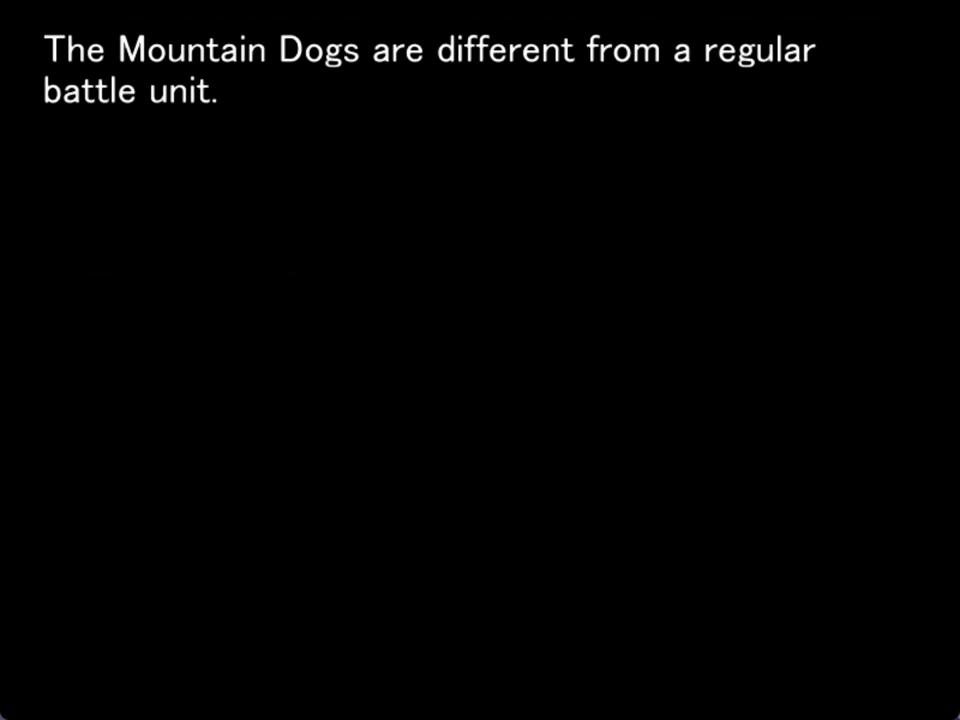 The Mountain Dogs are different from a regular
battle unit.